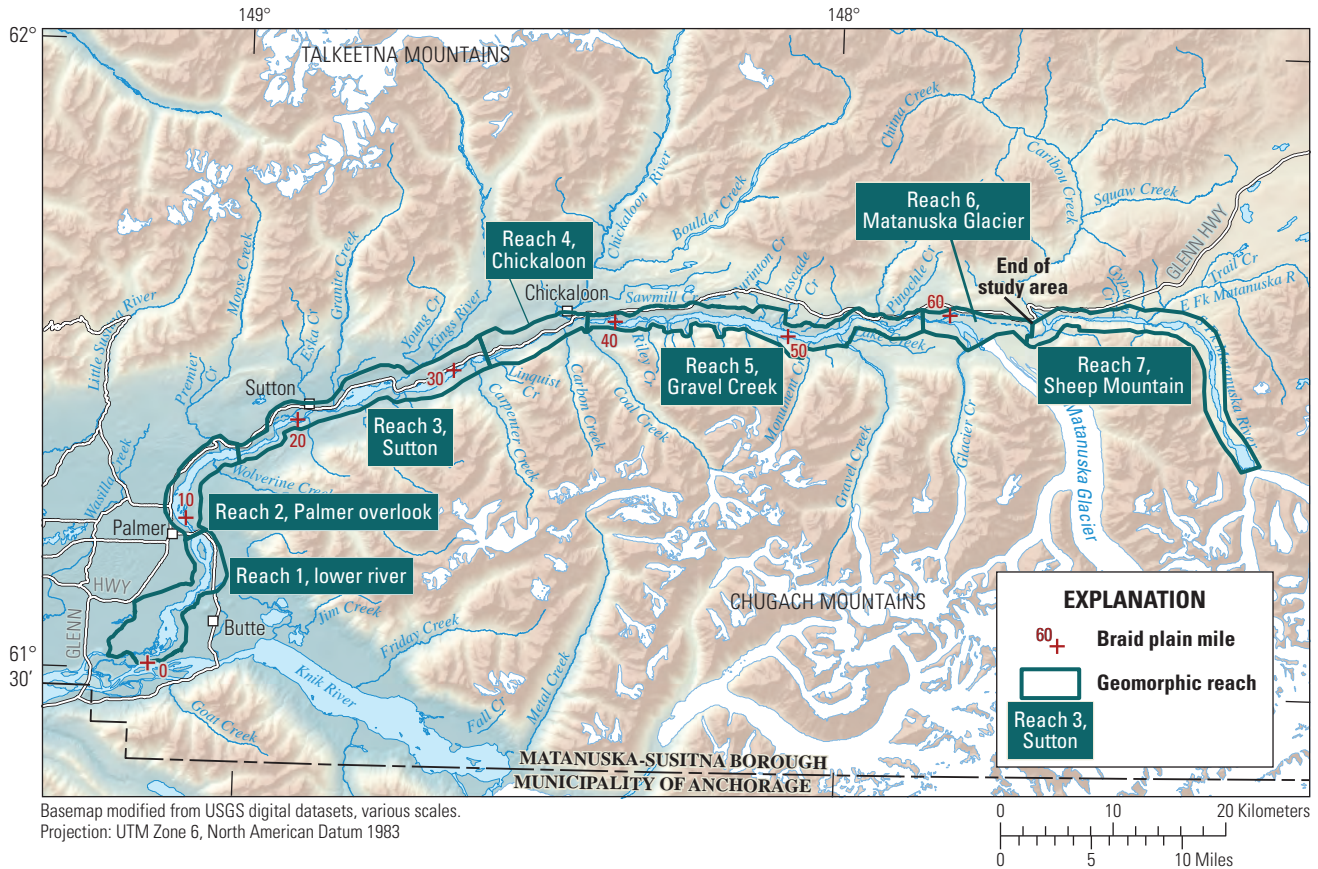 149°
148°
62°
TALKEETNA MOUNTAINS
Chitna Creek
Caribou Creek
Squaw Creek
GLENN HWY
Chickaloon River
Boulder Creek
Reach 6,
Matanuska Glacier
Reach 4,
Chickaloon
End of
study area
Chickaloon
Sawmill
Cascade
Cr
Pinochle Cr
60
Gypsum
Cr
Trail Cr
E Fk Matanuska R
Matanuska River
Little Susitna River
Moose Creek
Granite Creek
Eska Cr
Young Cr
Kings River
Premier
Cr
40
50
Riley Cr
Reach 5,
Gravel Creek
Reach 7,
Sheep Mountain
Monument Cr
Creek
30
Linquist
Cr
Carpenter Creek
Carbon Creek
Coal Creek
Sutton
20
Reach 3,
Sutton
Gravel Creek
Glacier Cr
Matanuska Glacier
Wasilla Creek
Wolverine Creek
10
Reach 2, Palmer overlook
Palmer
Reach 1, lower river
HWY
GLENN
Butte
Jim Creek
Friday Creek
CHUGACH MOUNTAINS
61°
30′
0
Knik River
Goat Creek
Fall Cr
Metal Creek
MATANUSKA-SUSITNA BOROUGH
MUNICIPALITY OF ANCHORAGE
EXPLANATION
60
Braid plain mile
Geomorphic reach
Reach 3,
Sutton
Basemap modified from USGS digital datasets, various scales.
Projection: UTM Zone 6, North American Datum 1983
0 10 20 Kilometers
0 5 10 Miles